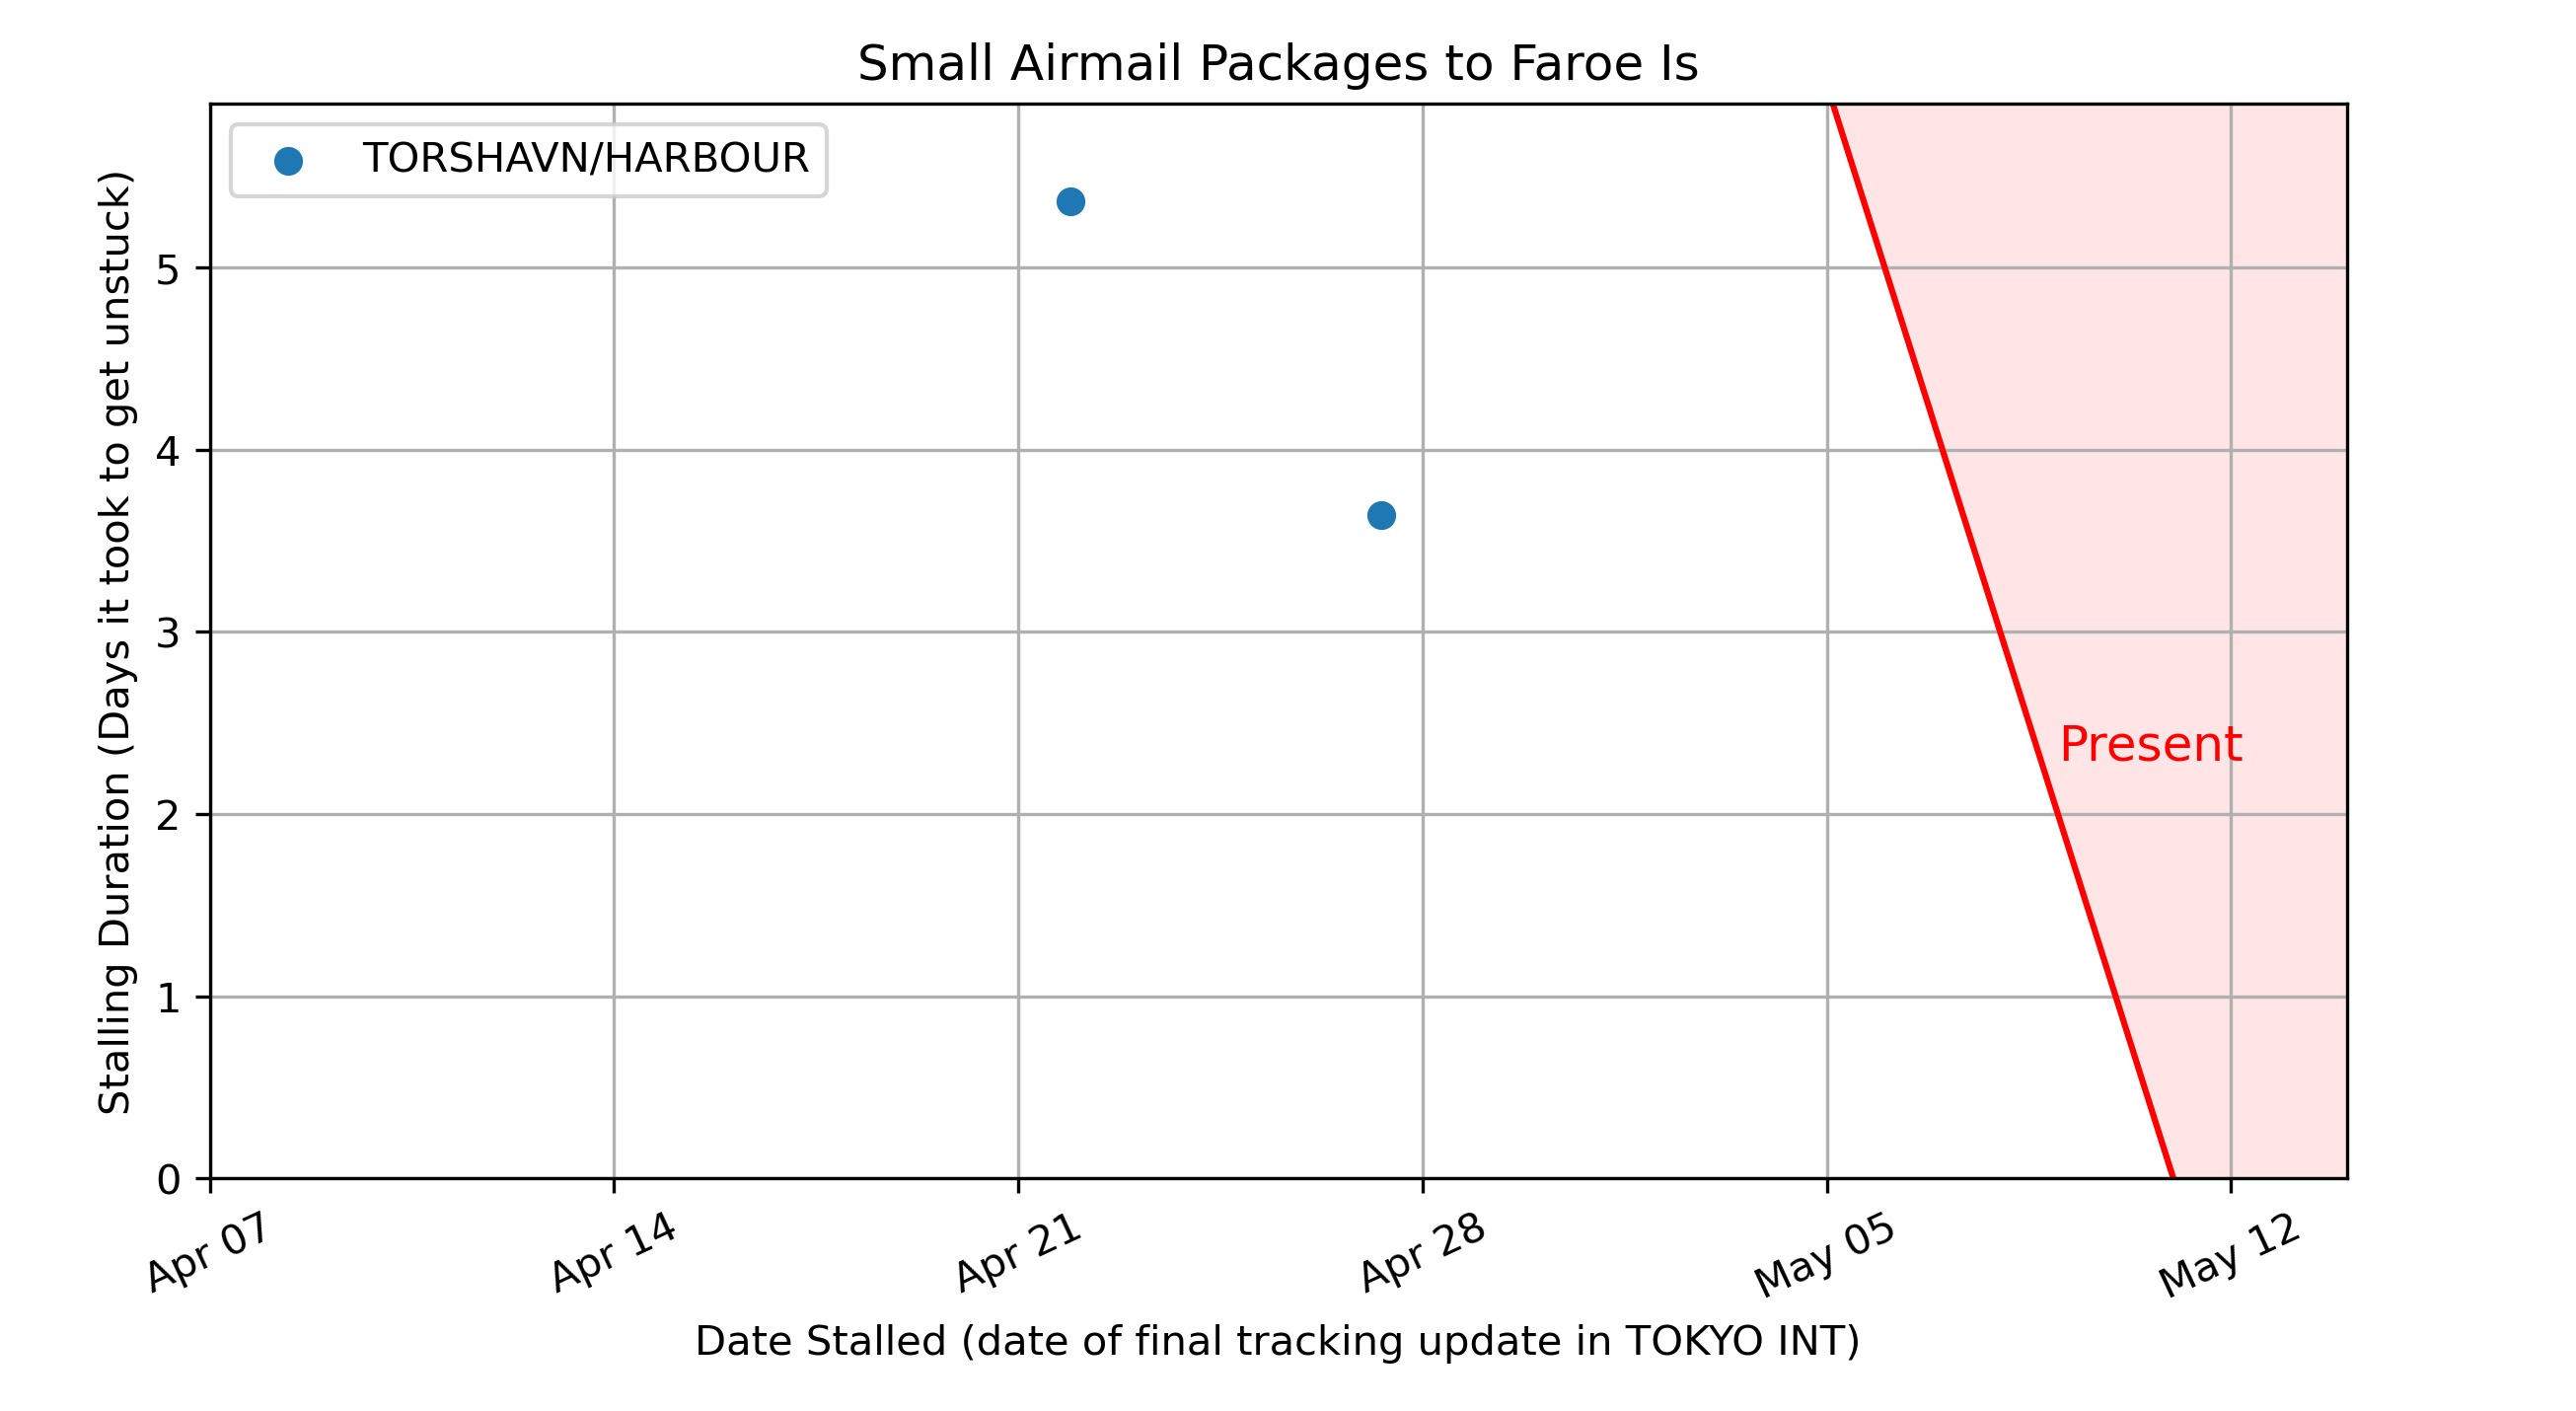 Small Airmail Packages to Faroe Is
TORSHAVN/HARBOUR
Stalling Duration (Days it took to get unstuck)
5
4
3
2
1
0
Present
Apr 07
Apr 14
Apr 21
Apr 28
May 05
May 12
Date Stalled (date of final tracking update in TOKYO INT)